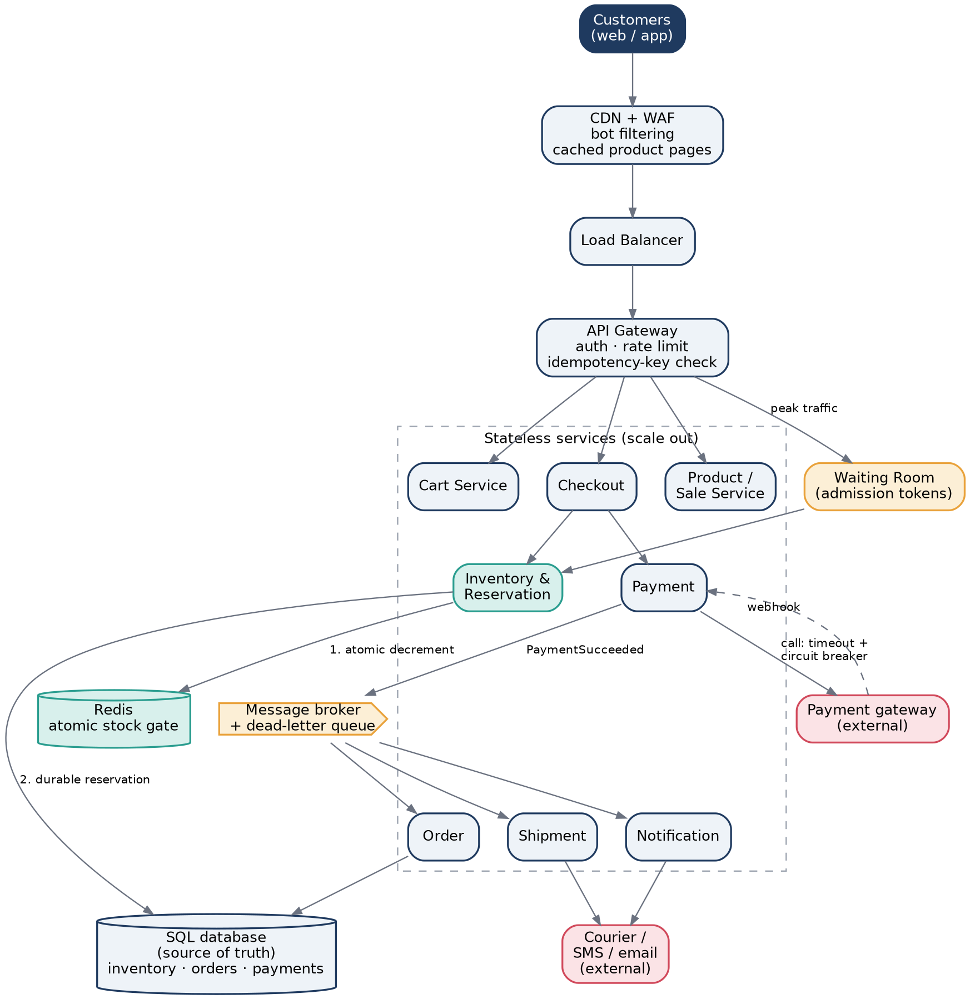 Customers
(web / app)
CDN + WAF
bot filtering
cached product pages
Load Balancer
API Gateway
auth · rate limit
idempotency-key check
peak traffic
Stateless services (scale out)
Cart Service
Checkout
Product /
Sale Service
Waiting Room
(admission tokens)
Inventory &
Reservation
Payment
webhook
1. atomic decrement
PaymentSucceeded
call: timeout +
circuit breaker
Redis
atomic stock gate
Message broker
+ dead-letter queue
Payment gateway
(external)
2. durable reservation
Order
Shipment
Notification
SQL database
(source of truth)
inventory · orders · payments
Courier /
SMS / email
(external)